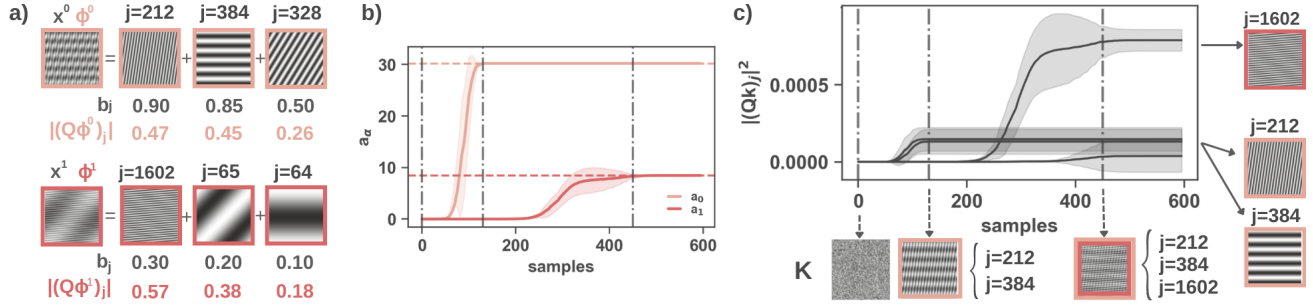 a)
x⁰ ϕ⁰ j=212 j=384 j=328
= + +
bⱼ 0.90 0.85 0.50
|(Qϕ⁰)ⱼ| 0.47 0.45 0.26
x¹ ϕ¹ j=1602 j=65 j=64
= + +
bⱼ 0.30 0.20 0.10
|(Qϕ¹)ⱼ| 0.57 0.38 0.18
b)
30
20
10
0
aα
a₀
a₁
0 200 400 600
samples
c)
0.0005
0.0000
|(Qk)ⱼ|²
0 200 400 600
samples
j=1602
j=212
j=384
K
j=212
j=384
j=212
j=384
j=1602